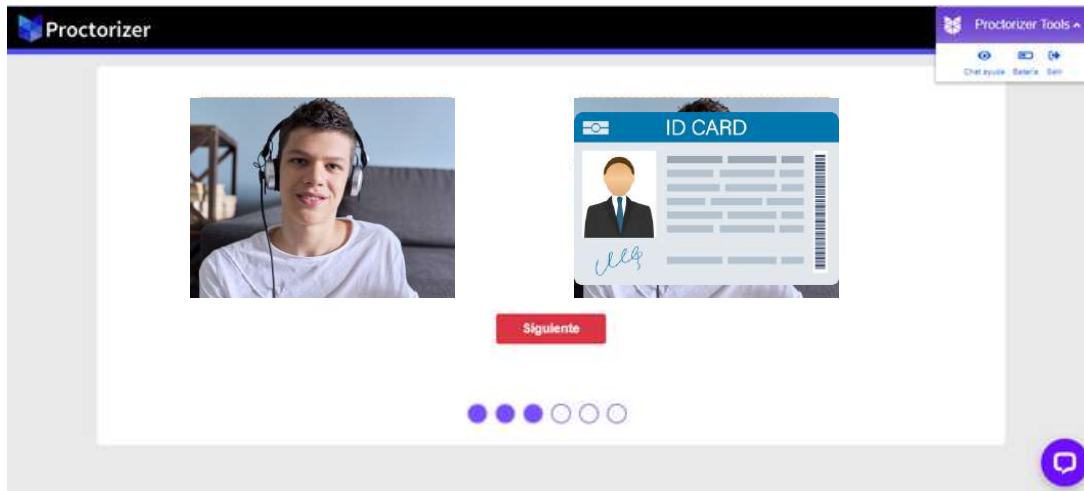 Proctorizer
Proctorizer Tools
Chat ayuda
Batería
Salir
ID CARD
Siguiente